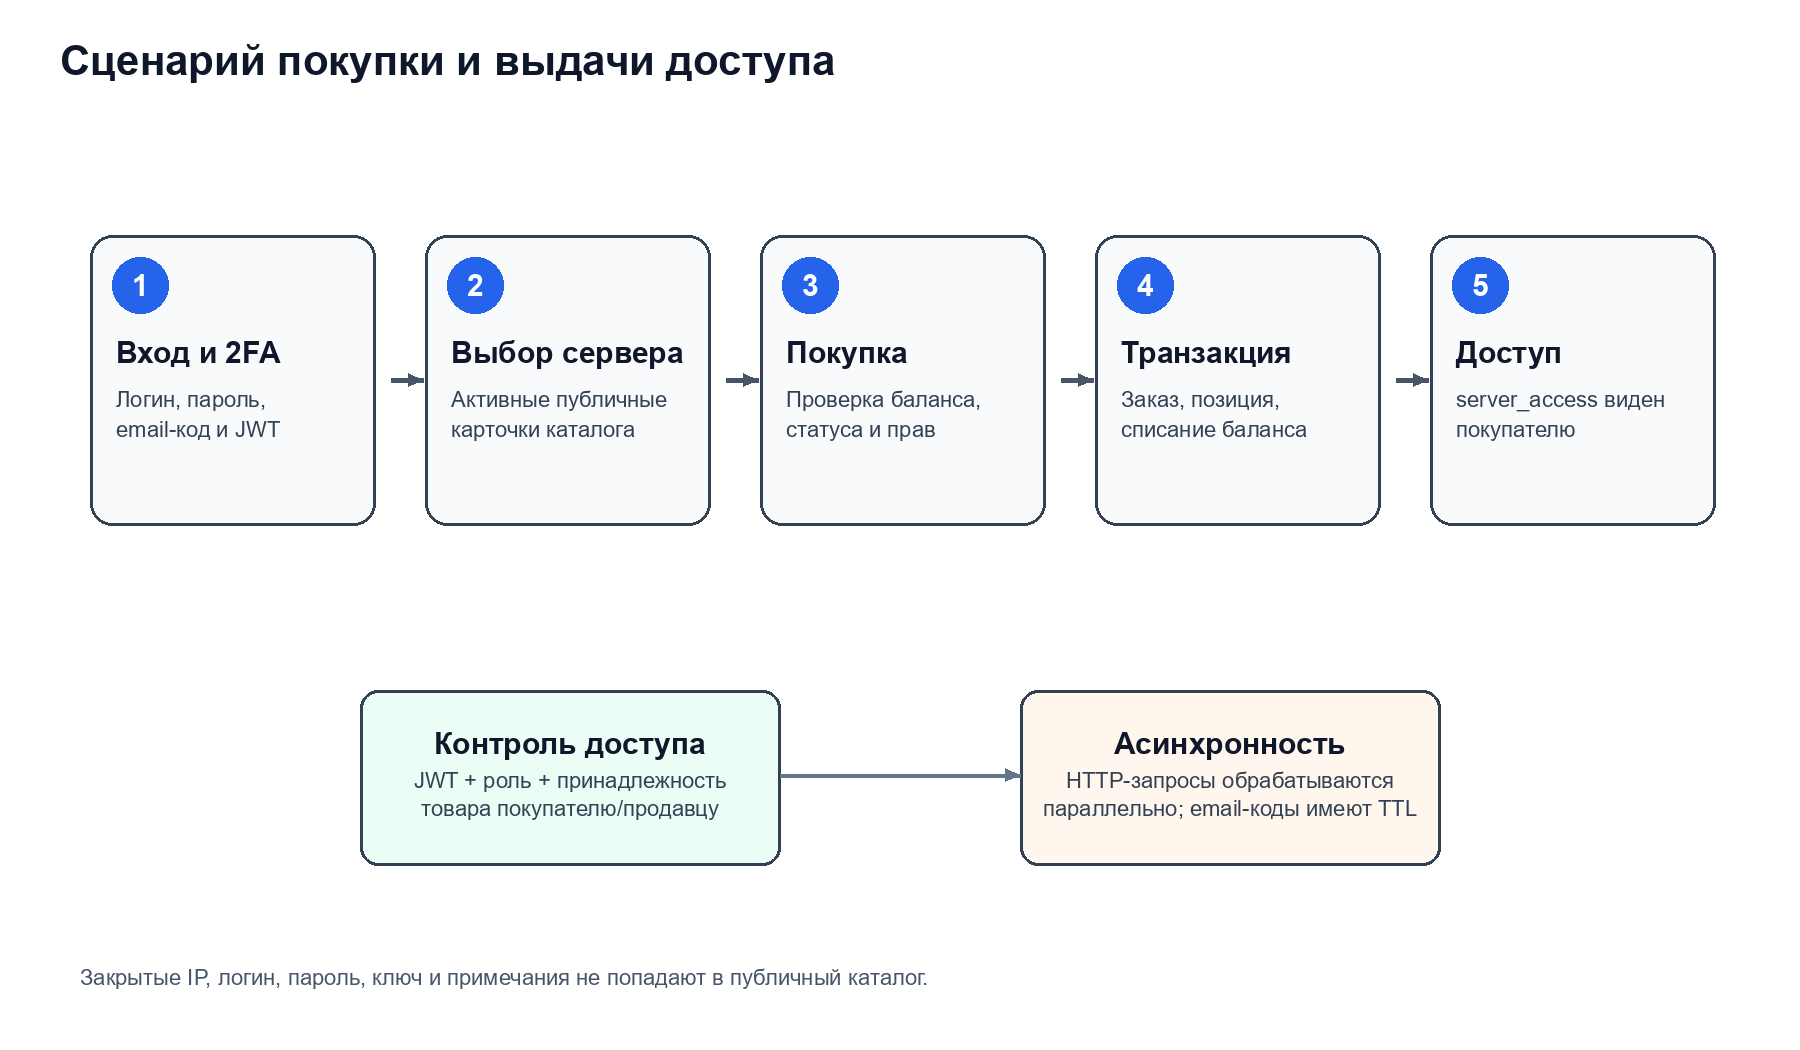 Сценарий покупки и выдачи доступа
1
Вход и 2FA
Логин, пароль,
email-код и JWT
2
Выбор сервера
Активные публичные
карточки каталога
3
Покупка
Проверка баланса,
статуса и прав
4
Транзакция
Заказ, позиция,
списание баланса
5
Доступ
server_access виден
покупателю
Контроль доступа
JWT + роль + принадлежность
товара покупателю/продавцу
Асинхронность
HTTP-запросы обрабатываются
параллельно; email-коды имеют TTL
Закрытые IP, логин, пароль, ключ и примечания не попадают в публичный каталог.